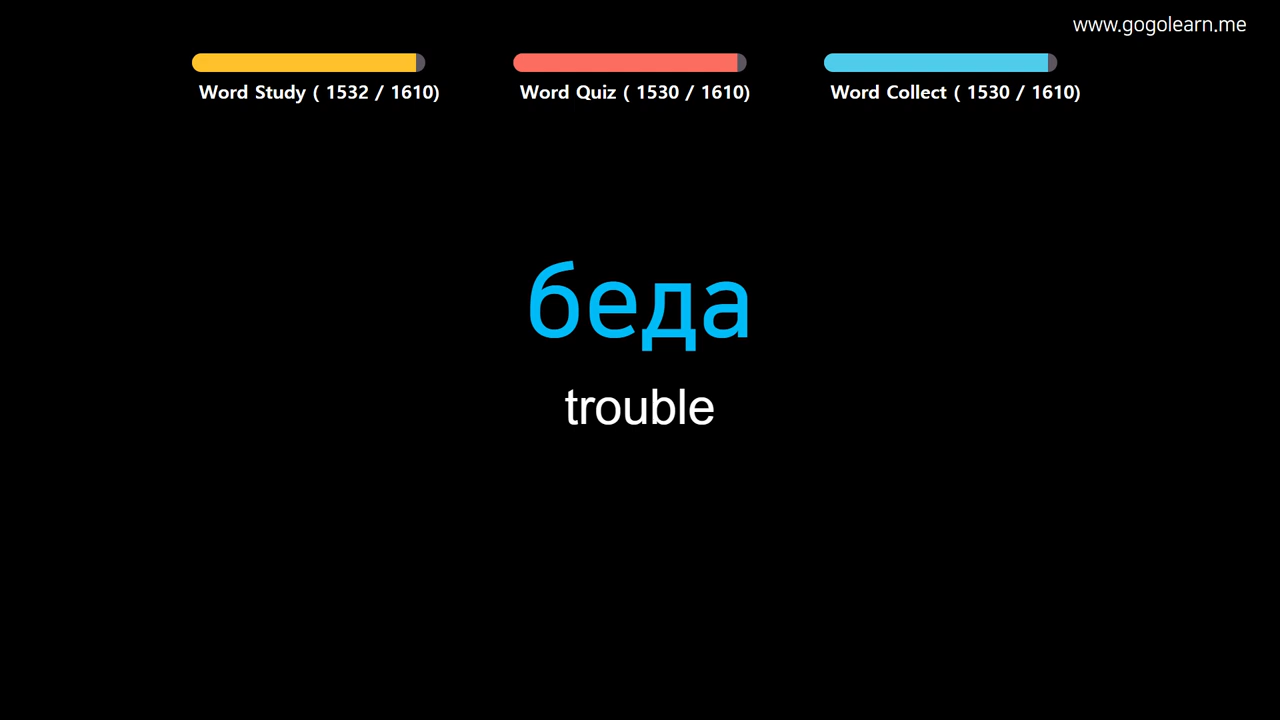 www.gogolearn.me
Word Study ( 1532 / 1610)
Word Quiz ( 1530 / 1610)
Word Collect ( 1530 / 1610)
беда
trouble